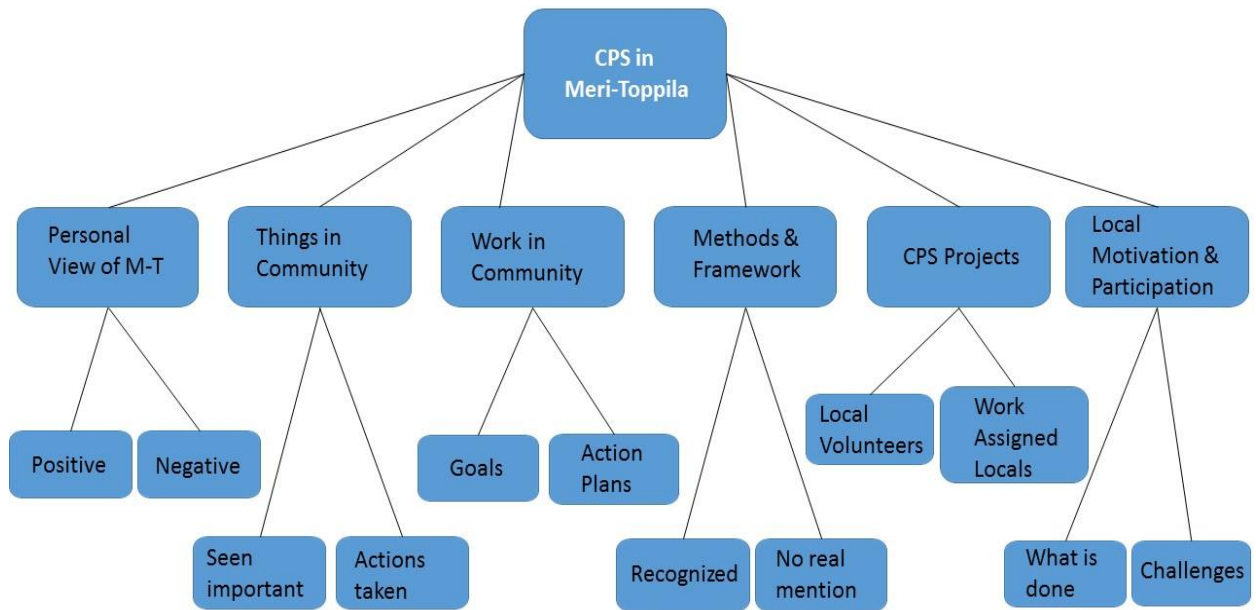 CPS in
Meri-Toppila
Personal
View of M-T
Things in
Community
Work in
Community
Methods &
Framework
CPS Projects
Local
Motivation &
Participation
Positive
Negative
Goals
Action
Plans
Local
Volunteers
Work
Assigned
Locals
Seen
important
Actions
taken
Recognized
No real
mention
What is
done
Challenges